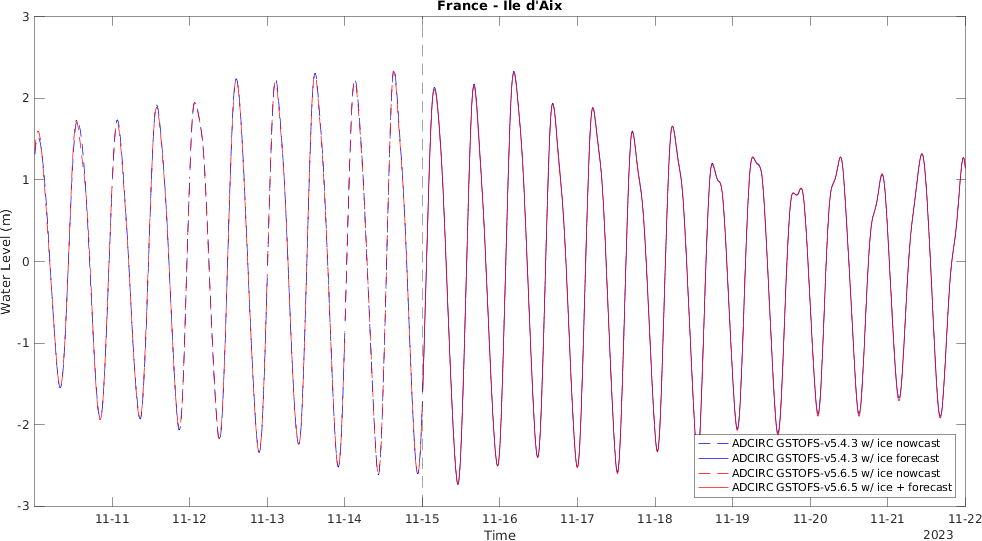 France - Ile d'Aix
3
2
1
0
-1
-2
-3
Water Level (m)
ADCIRC GSTOFS-v5.4.3 w/ ice nowcast
ADCIRC GSTOFS-v5.4.3 w/ ice forecast
ADCIRC GSTOFS-v5.6.5 w/ ice nowcast
ADCIRC GSTOFS-v5.6.5 w/ ice + forecast
11-11 11-12 11-13 11-14 11-15 11-16 11-17 11-18 11-19 11-20 11-21 11-22
Time
2023